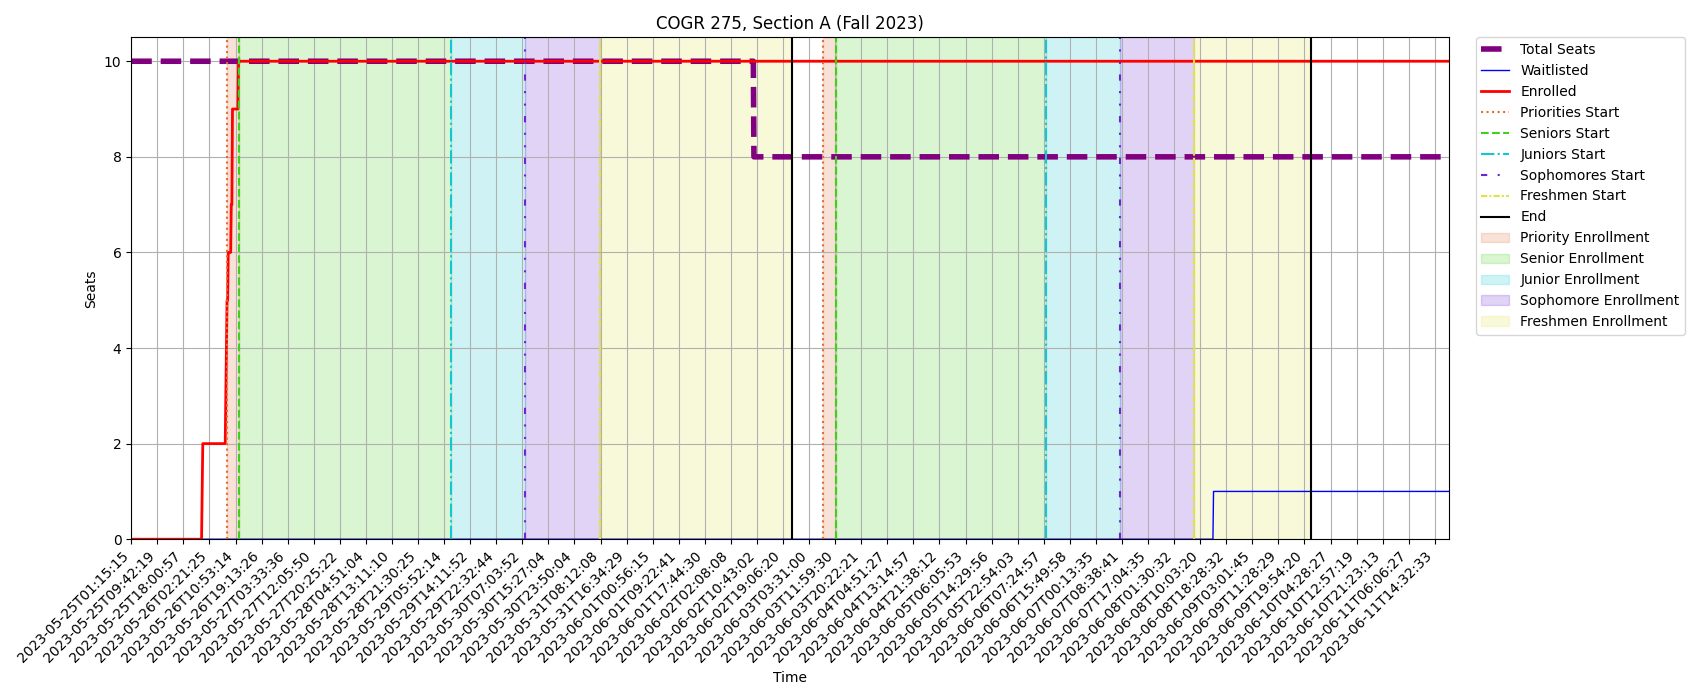 COGR 275, Section A (Fall 2023)
Seats
10
8
6
4
2
0
2023-05-25T01:15:15
2023-05-25T09:42:19
2023-05-25T18:00:57
2023-05-26T02:21:25
2023-05-26T10:53:14
2023-05-26T19:13:26
2023-05-27T03:33:36
2023-05-27T12:05:50
2023-05-27T20:25:22
2023-05-28T04:51:04
2023-05-28T13:11:10
2023-05-28T21:30:25
2023-05-29T05:52:14
2023-05-29T14:11:52
2023-05-29T22:32:44
2023-05-30T07:03:52
2023-05-30T15:27:04
2023-05-30T23:50:04
2023-05-31T08:12:08
2023-05-31T16:34:29
2023-06-01T00:56:15
2023-06-01T09:22:41
2023-06-01T17:44:30
2023-06-02T02:08:08
2023-06-02T10:43:02
2023-06-02T19:06:20
2023-06-03T03:31:00
2023-06-03T11:59:30
2023-06-03T20:22:21
2023-06-04T04:51:27
2023-06-04T13:14:57
2023-06-04T21:38:12
2023-06-05T06:05:53
2023-06-05T14:29:56
2023-06-05T22:54:03
2023-06-06T07:24:57
2023-06-06T15:49:58
2023-06-07T00:13:35
2023-06-07T08:38:41
2023-06-07T17:04:35
2023-06-08T01:30:32
2023-06-08T10:03:20
2023-06-08T18:28:32
2023-06-09T03:01:45
2023-06-09T11:28:29
2023-06-09T19:54:20
2023-06-10T04:28:27
2023-06-10T12:57:19
2023-06-10T21:23:13
2023-06-11T06:06:27
2023-06-11T14:32:33
Time
Total Seats
Waitlisted
Enrolled
Priorities Start
Seniors Start
Juniors Start
Sophomores Start
Freshmen Start
End
Priority Enrollment
Senior Enrollment
Junior Enrollment
Sophomore Enrollment
Freshmen Enrollment